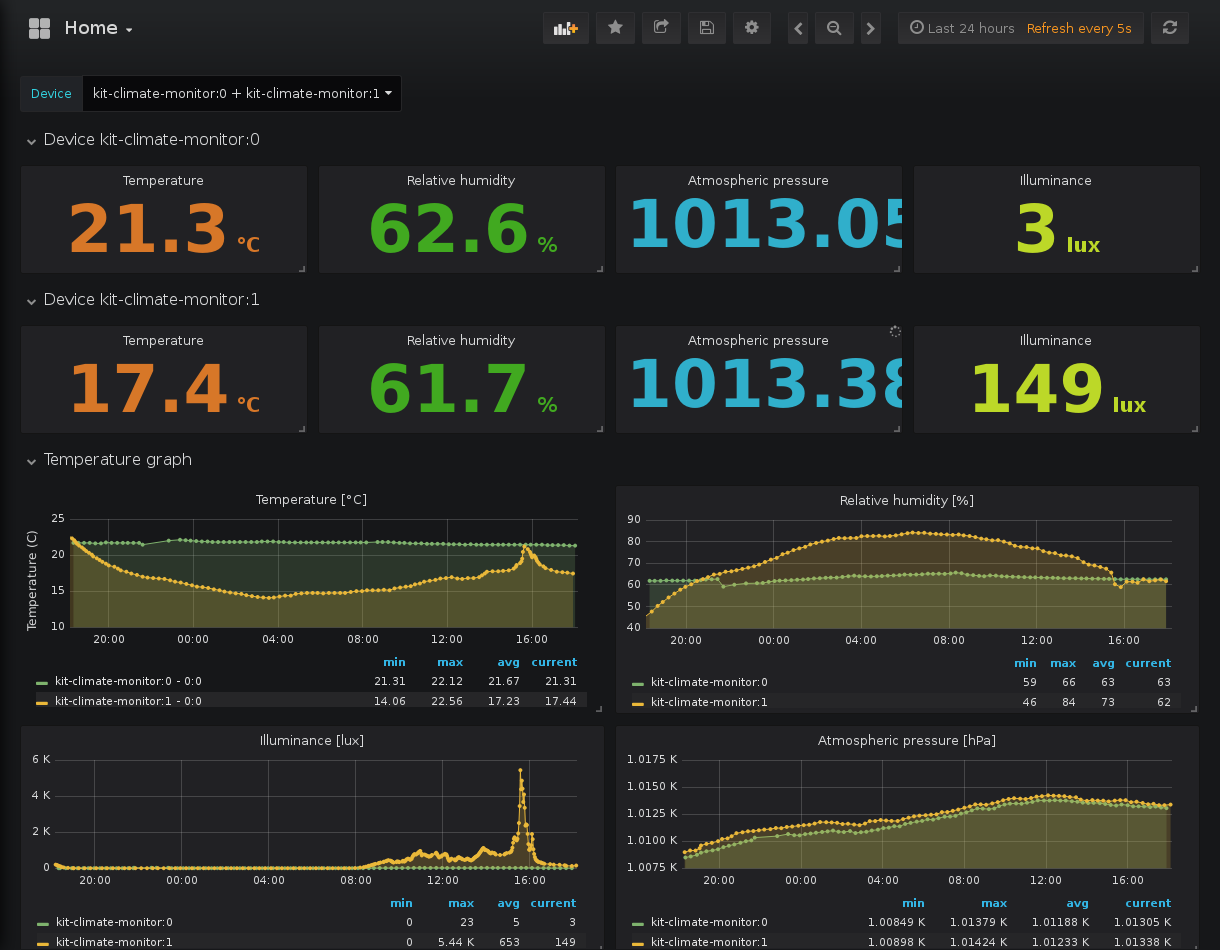 Home
Last 24 hours Refresh every 5s
Device kit-climate-monitor:0 + kit-climate-monitor:1
Device kit-climate-monitor:0
Temperature
21.3 °C
Relative humidity
62.6 %
Atmospheric pressure
1013.05
Illuminance
3 lux
Device kit-climate-monitor:1
Temperature
17.4 °C
Relative humidity
61.7 %
Atmospheric pressure
1013.38
Illuminance
149 lux
Temperature graph
Temperature [°C]
Temperature (C)
25
20
15
10
20:00 00:00 04:00 08:00 12:00 16:00
min max avg current
kit-climate-monitor:0 - 0:0 21.31 22.12 21.67 21.31
kit-climate-monitor:1 - 0:0 14.06 22.56 17.23 17.44
Relative humidity [%]
90
80
70
60
50
40
20:00 00:00 04:00 08:00 12:00 16:00
min max avg current
kit-climate-monitor:0 59 66 63 63
kit-climate-monitor:1 46 84 73 62
Illuminance [lux]
6 K
4 K
2 K
0
20:00 00:00 04:00 08:00 12:00 16:00
min max avg current
kit-climate-monitor:0 0 23 5 3
kit-climate-monitor:1 0 5.44 K 653 149
Atmospheric pressure [hPa]
1.0175 K
1.0150 K
1.0125 K
1.0100 K
1.0075 K
20:00 00:00 04:00 08:00 12:00 16:00
min max avg current
kit-climate-monitor:0 1.00849 K 1.01379 K 1.01188 K 1.01305 K
kit-climate-monitor:1 1.00898 K 1.01424 K 1.01233 K 1.01338 K